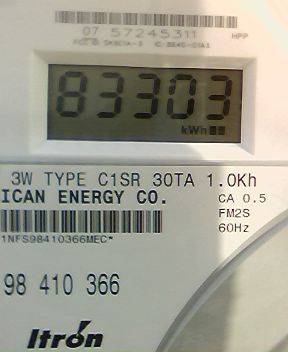 07 57245311
HPP
83303
kWh
3W TYPE C1SR 30TA 1.0Kh
ICAN ENERGY CO.
CA 0.5
FM2S
60Hz
1NFS98410366MEC*
98 410 366
Itron